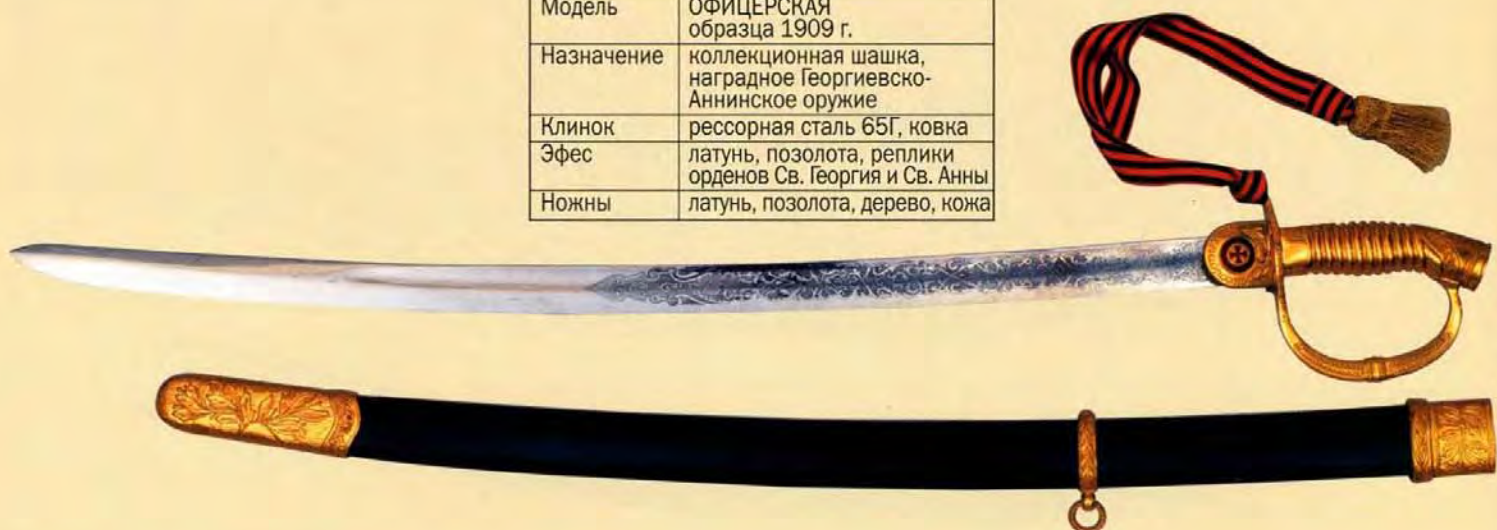 Модель ОФИЦЕРСКАЯ
образца 1909 г.
Назначение коллекционная шашка,
наградное Георгиевско-
Аннинское оружие
Клинок рессорная сталь 65Г, ковка
Эфес латунь, позолота, реплики
орденов Св. Георгия и Св. Анны
Ножны латунь, позолота, дерево, кожа